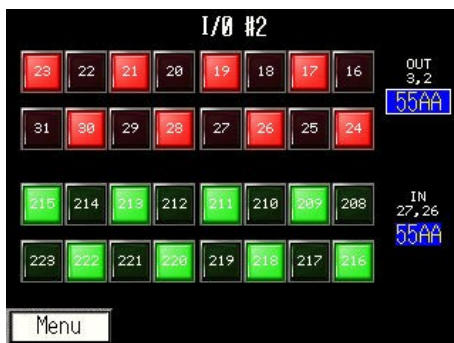 I/O #2
23 22 21 20 19 18 17 16
OUT
3,2
55AA
31 30 29 28 27 26 25 24
215 214 213 212 211 210 209 208
IN
27,26
55AA
223 222 221 220 219 218 217 216
Menu